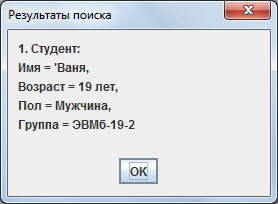 Результаты поиска
1. Студент:
Имя = 'Ваня,
Возраст = 19 лет,
Пол = Мужчина,
Группа = ЭВМб-19-2
OK